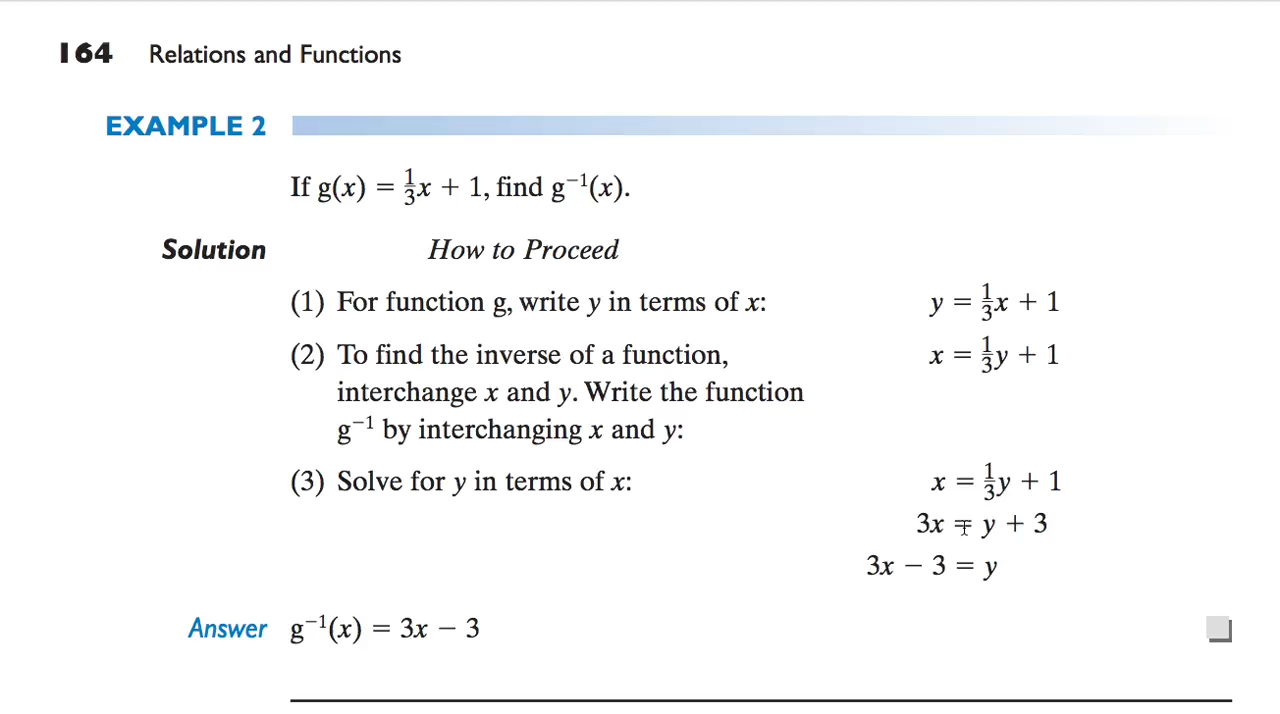 164 Relations and Functions
EXAMPLE 2
If g(x) = 1/3x + 1, find g⁻¹(x).
Solution How to Proceed
(1) For function g, write y in terms of x: y = 1/3x + 1
(2) To find the inverse of a function, x = 1/3y + 1
interchange x and y. Write the function
g⁻¹ by interchanging x and y:
(3) Solve for y in terms of x: x = 1/3y + 1
3x = y + 3
3x − 3 = y
Answer g⁻¹(x) = 3x − 3